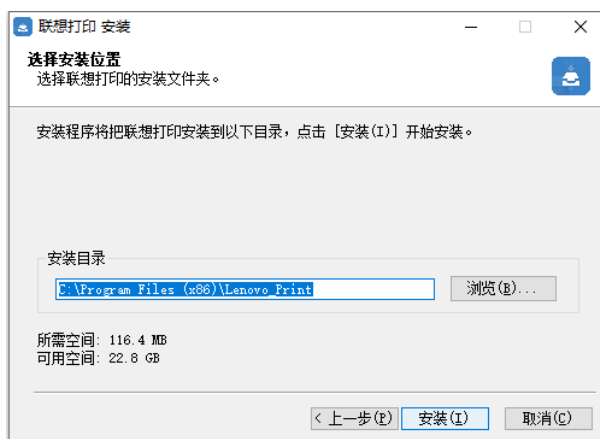 联想打印 安装
选择安装位置
选择联想打印的安装文件夹。
安装程序将把联想打印安装到以下目录，点击 [安装(I)] 开始安装。
安装目录
C:\Program Files (x86)\Lenovo_Print
浏览(B)...
所需空间: 116.4 MB
可用空间: 22.8 GB
< 上一步(P) 安装(I) 取消(C)